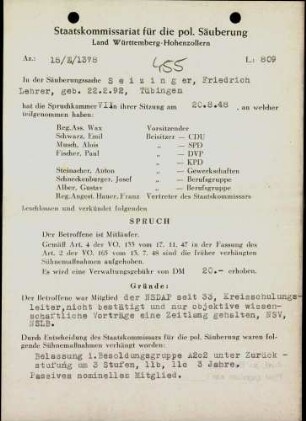 Staatskommissariat für die pol. Säuberung
Land Württemberg-Hohenzollern
Az.: 15/Z/1378
455
L: 809
In der Säuberungssache Seizinger, Friedrich
Lehrer, geb. 22.2.92, Tübingen
hat die Spruchkammer VII in ihrer Sitzung am 20.8.48, an welcher
teilgenommen haben:
Reg.Ass. Wax Vorsitzender
Schwarz, Emil Beisitzer — CDU
Musch, Alois — SPD
Fischer, Paul — DVP
— KPD
Steinacher, Anton — Gewerkschaften
Schneckenburger, Josef — Berufsgruppe
Alber, Gustav — Berufsgruppe
Reg.Angest. Hauer, Franz Vertreter des Staatskommissars
beschlossen und verkündet folgenden
SPRUCH
Der Betroffene ist Mitläufer.
Gemäß Art. 4 der VO. 133 vom 17. 11. 47 in der Fassung des
Art. 2 der VO. 165 vom 13. 7. 48 sind die früher verhängten
Sühnemaßnahmen aufgehoben.
Es wird eine Verwaltungsgebühr von DM 20.- erhoben.
Gründe:
Der Betroffene war Mitglied der NSDAP seit 33, Kreisschulungs-
leiter, nicht bestätigt und nur objektive wissen-
schaftliche Vorträge eine Zeitlang gehalten, NSV,
NSLB.
Durch Entscheidung des Staatskommissars für die pol. Säuberung waren fol-
gende Sühnemaßnahmen verhängt worden:
Belassung i.Besoldungsgruppe A2c2 unter Zurück -
stufung um 3 Stufen, 11b, 11c 3 Jahre.
Passives nominelles Mitglied.